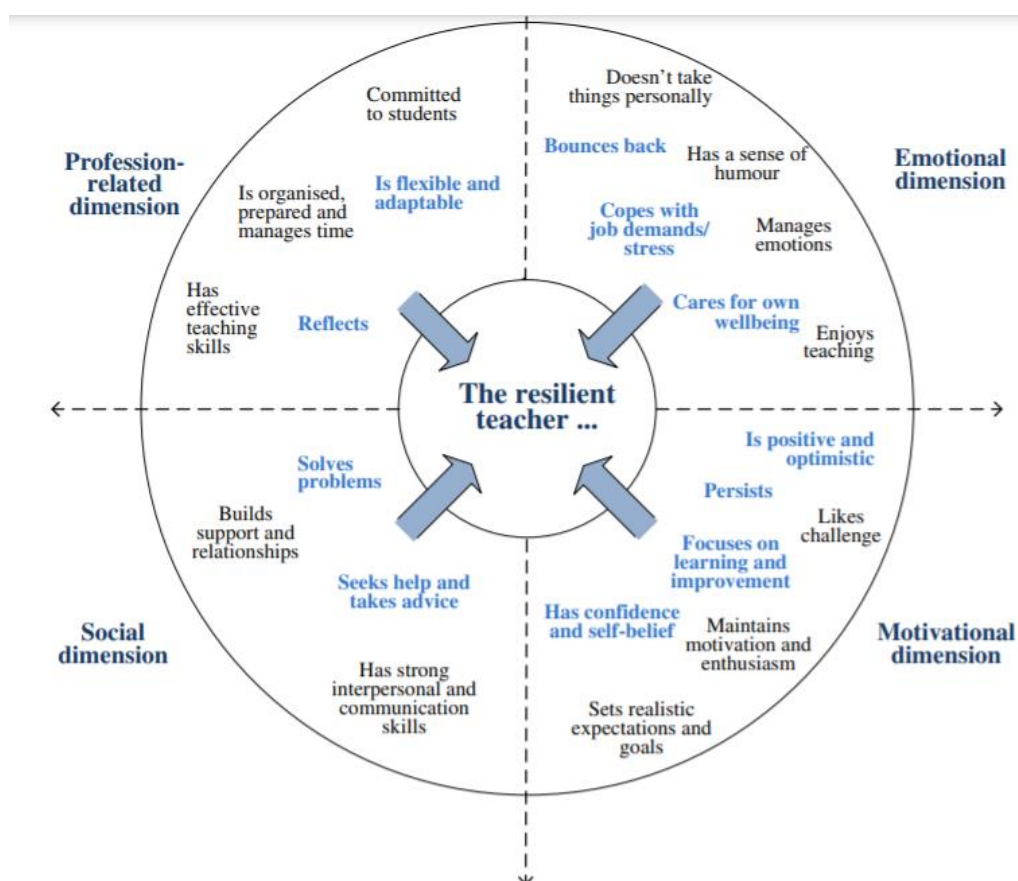 Profession-
related
dimension
Committed
to students
Is organised,
prepared and
manages time
Is flexible and
adaptable
Has
effective
teaching
skills
Reflects
Emotional
dimension
Doesn’t take
things personally
Bounces back
Has a sense of
humour
Copes with
job demands/
stress
Manages
emotions
Cares for own
wellbeing
Enjoys
teaching
The resilient
teacher ...
Social
dimension
Solves
problems
Builds
support and
relationships
Seeks help and
takes advice
Has strong
interpersonal and
communication
skills
Motivational
dimension
Is positive and
optimistic
Persists
Likes
challenge
Focuses on
learning and
improvement
Has confidence
and self-belief
Maintains
motivation and
enthusiasm
Sets realistic
expectations and
goals